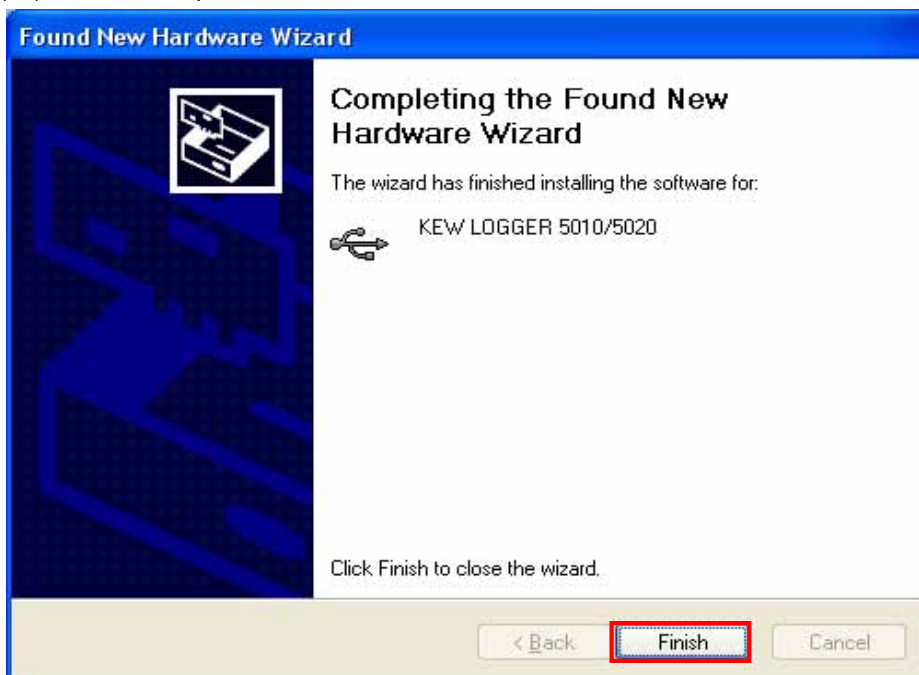 Found New Hardware Wizard
Completing the Found New
Hardware Wizard
The wizard has finished installing the software for:
KEW LOGGER 5010/5020
Click Finish to close the wizard.
< Back Finish Cancel